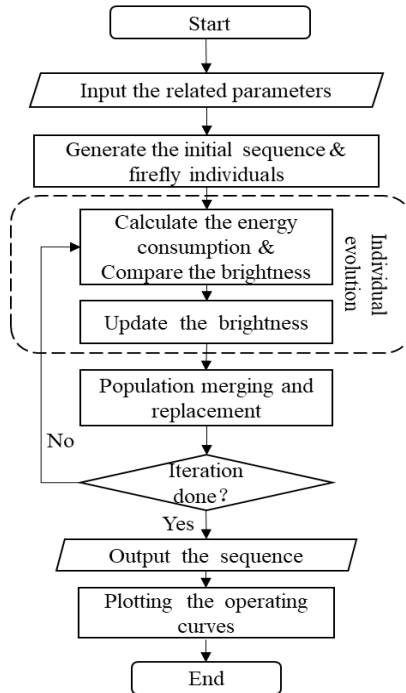 Start
Input the related parameters
Generate the initial sequence &
firefly individuals
Calculate the energy
consumption &
Compare the brightness
Individual
evolution
Update the brightness
Population merging and
replacement
No
Iteration
done?
Yes
Output the sequence
Plotting the operating
curves
End